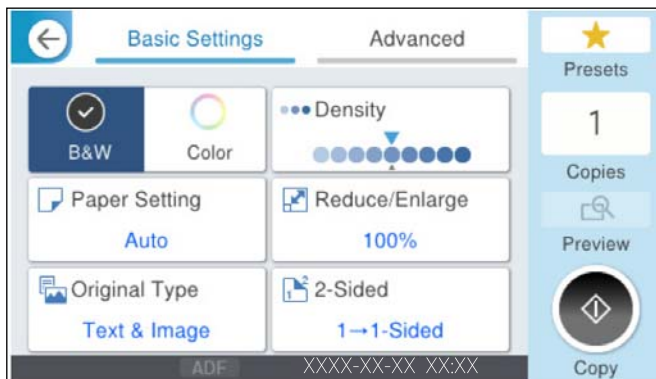 Basic Settings
Advanced
Presets
B&W
Color
Density
1
Copies
Paper Setting
Auto
Reduce/Enlarge
100%
Preview
Original Type
Text & Image
2-Sided
1→1-Sided
ADF
XXXX-XX-XX XX:XX
Copy